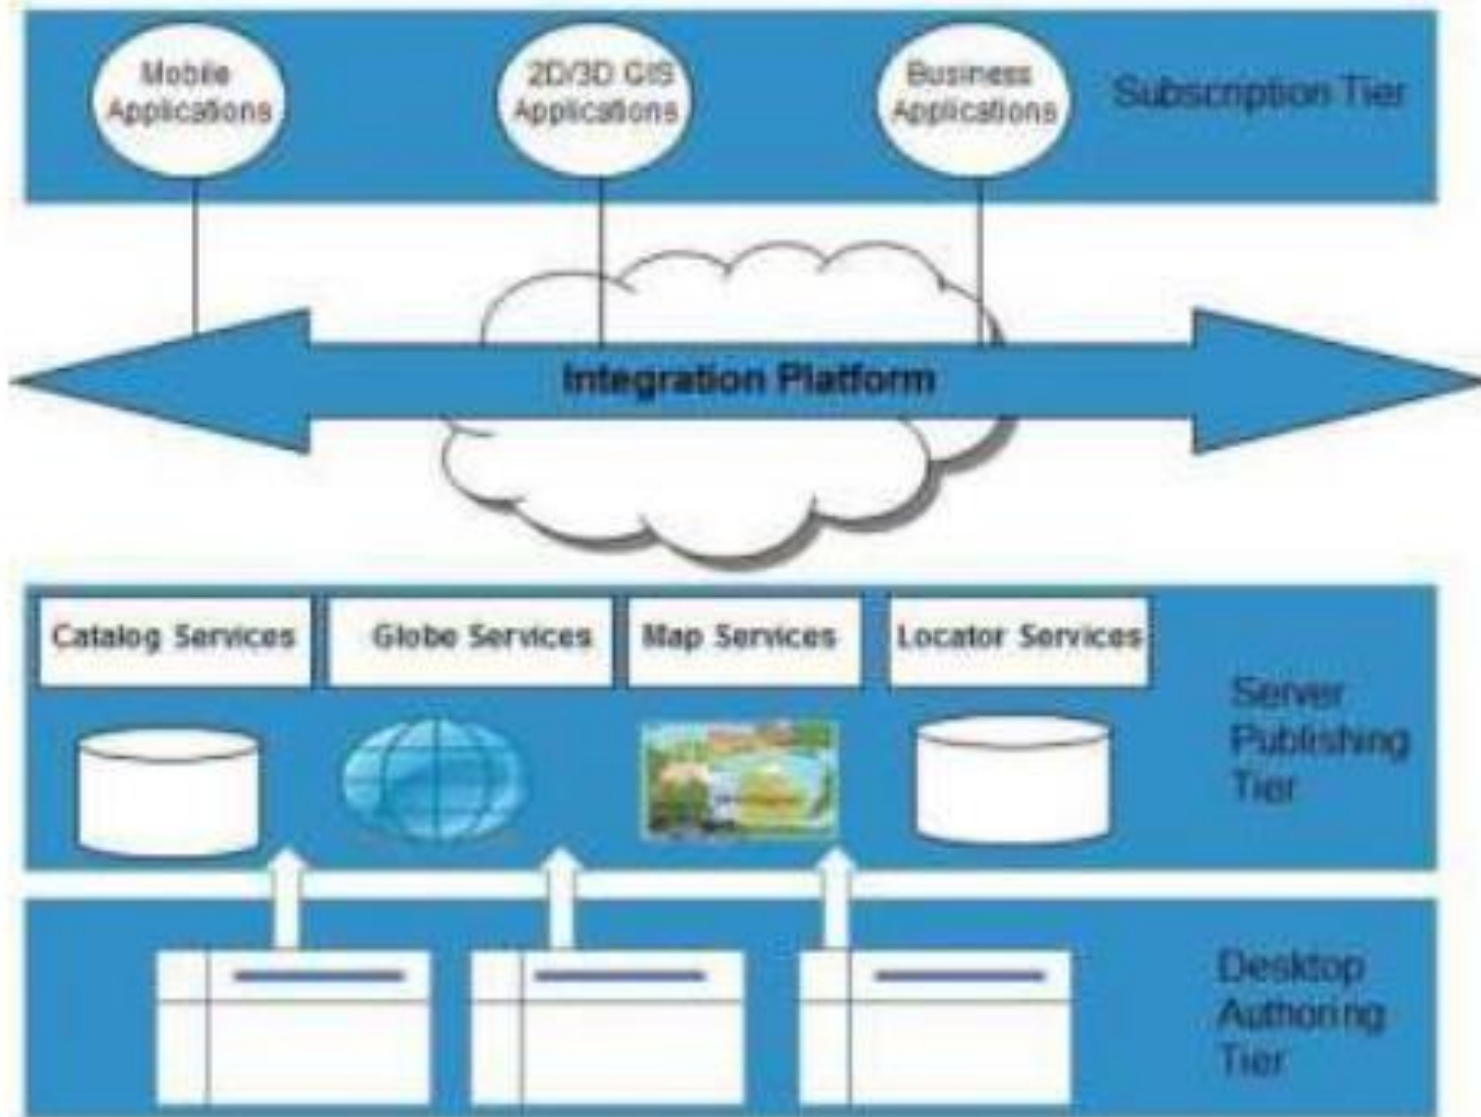 Mobile
Applications
2D/3D GIS
Applications
Business
Applications
Subscription Tier
Integration Platform
Catalog Services
Globe Services
Map Services
Locator Services
Server
Publishing
Tier
Desktop
Authoring
Tier